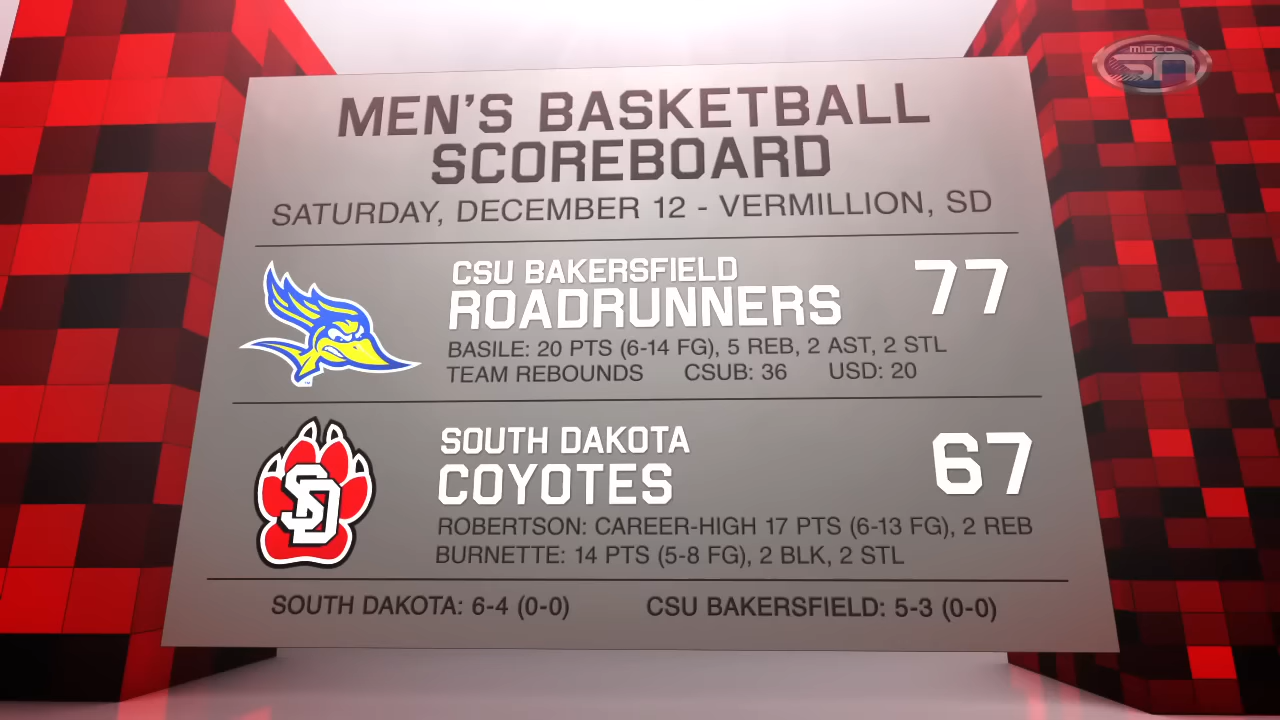 MIDCO
SN
MEN'S BASKETBALL
SCOREBOARD
SATURDAY, DECEMBER 12 - VERMILLION, SD
CSU BAKERSFIELD 77
ROADRUNNERS
BASILE: 20 PTS (6-14 FG), 5 REB, 2 AST, 2 STL
TEAM REBOUNDS CSUB: 36 USD: 20
SD
SOUTH DAKOTA 67
COYOTES
ROBERTSON: CAREER-HIGH 17 PTS (6-13 FG), 2 REB
BURNETTE: 14 PTS (5-8 FG), 2 BLK, 2 STL
SOUTH DAKOTA: 6-4 (0-0) CSU BAKERSFIELD: 5-3 (0-0)